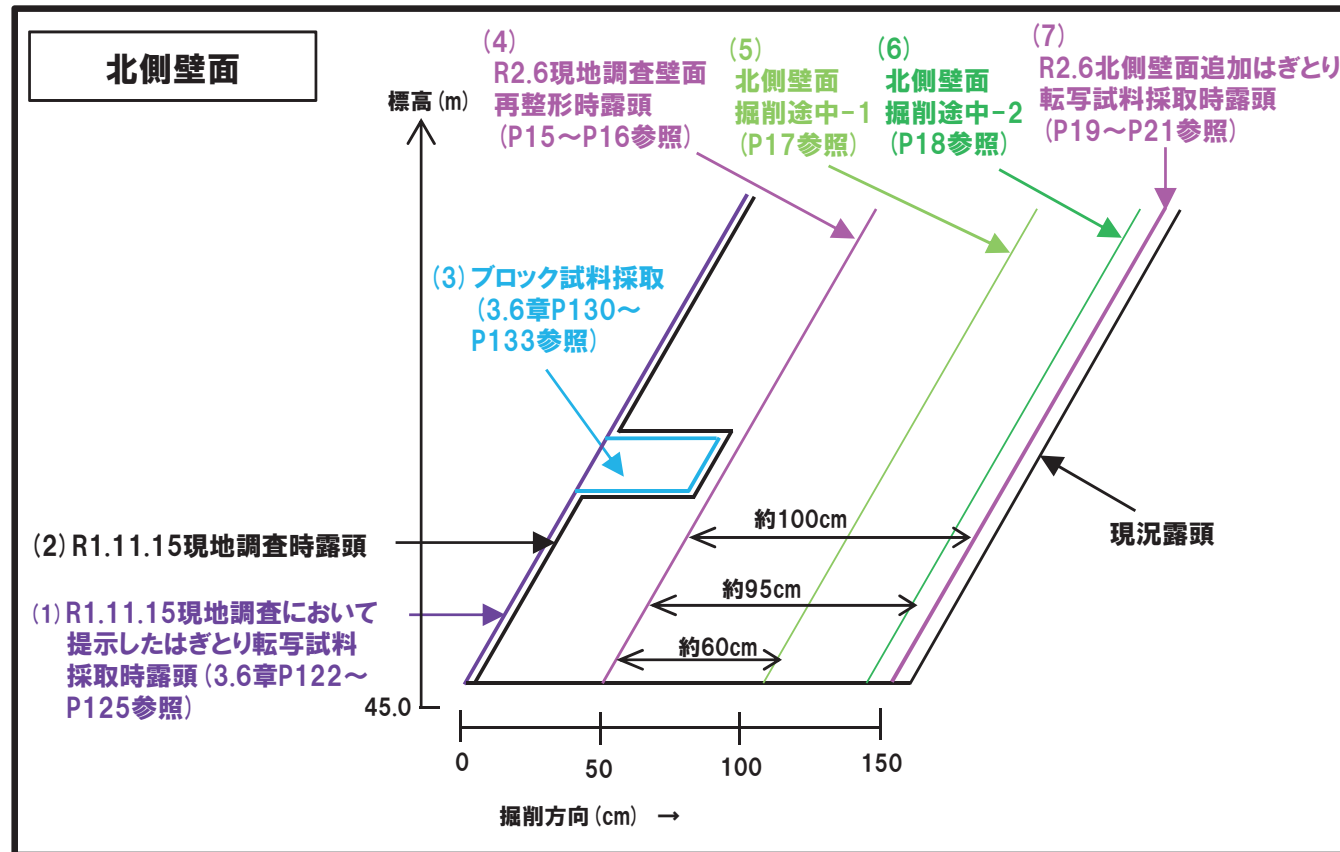 北側壁面
標高(m)
(4)
R2.6現地調査壁面
再整形時露頭
(P15～P16参照)
(5)
北側壁面
掘削途中-1
(P17参照)
(6)
北側壁面
掘削途中-2
(P18参照)
(7)
R2.6北側壁面追加はぎとり
転写試料採取時露頭
(P19～P21参照)
(3)ブロック試料採取
(3.6章P130～
P133参照)
(2)R1.11.15現地調査時露頭
(1)R1.11.15現地調査において
提示したはぎとり転写試料
採取時露頭(3.6章P122～
P125参照)
約100cm
約95cm
約60cm
現況露頭
45.0
0
50
100
150
掘削方向(cm) →